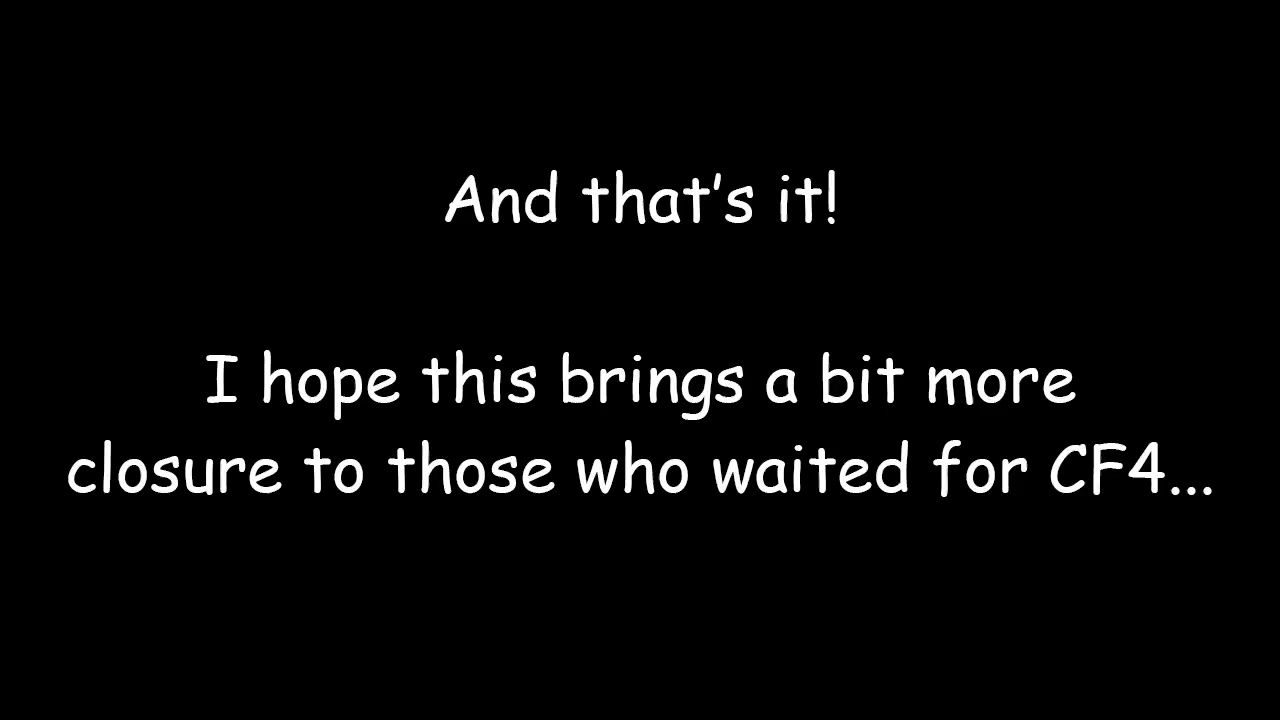 And that’s it!
I hope this brings a bit more
closure to those who waited for CF4...